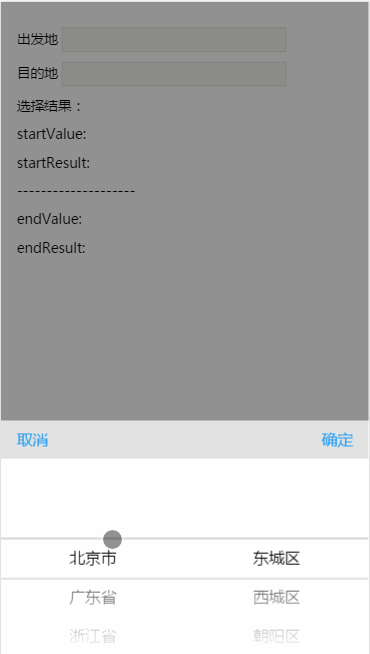 出发地
目的地
选择结果：
startValue:
startResult:
--------------------
endValue:
endResult:
取消 确定
北京市 东城区
广东省 西城区
浙江省 朝阳区